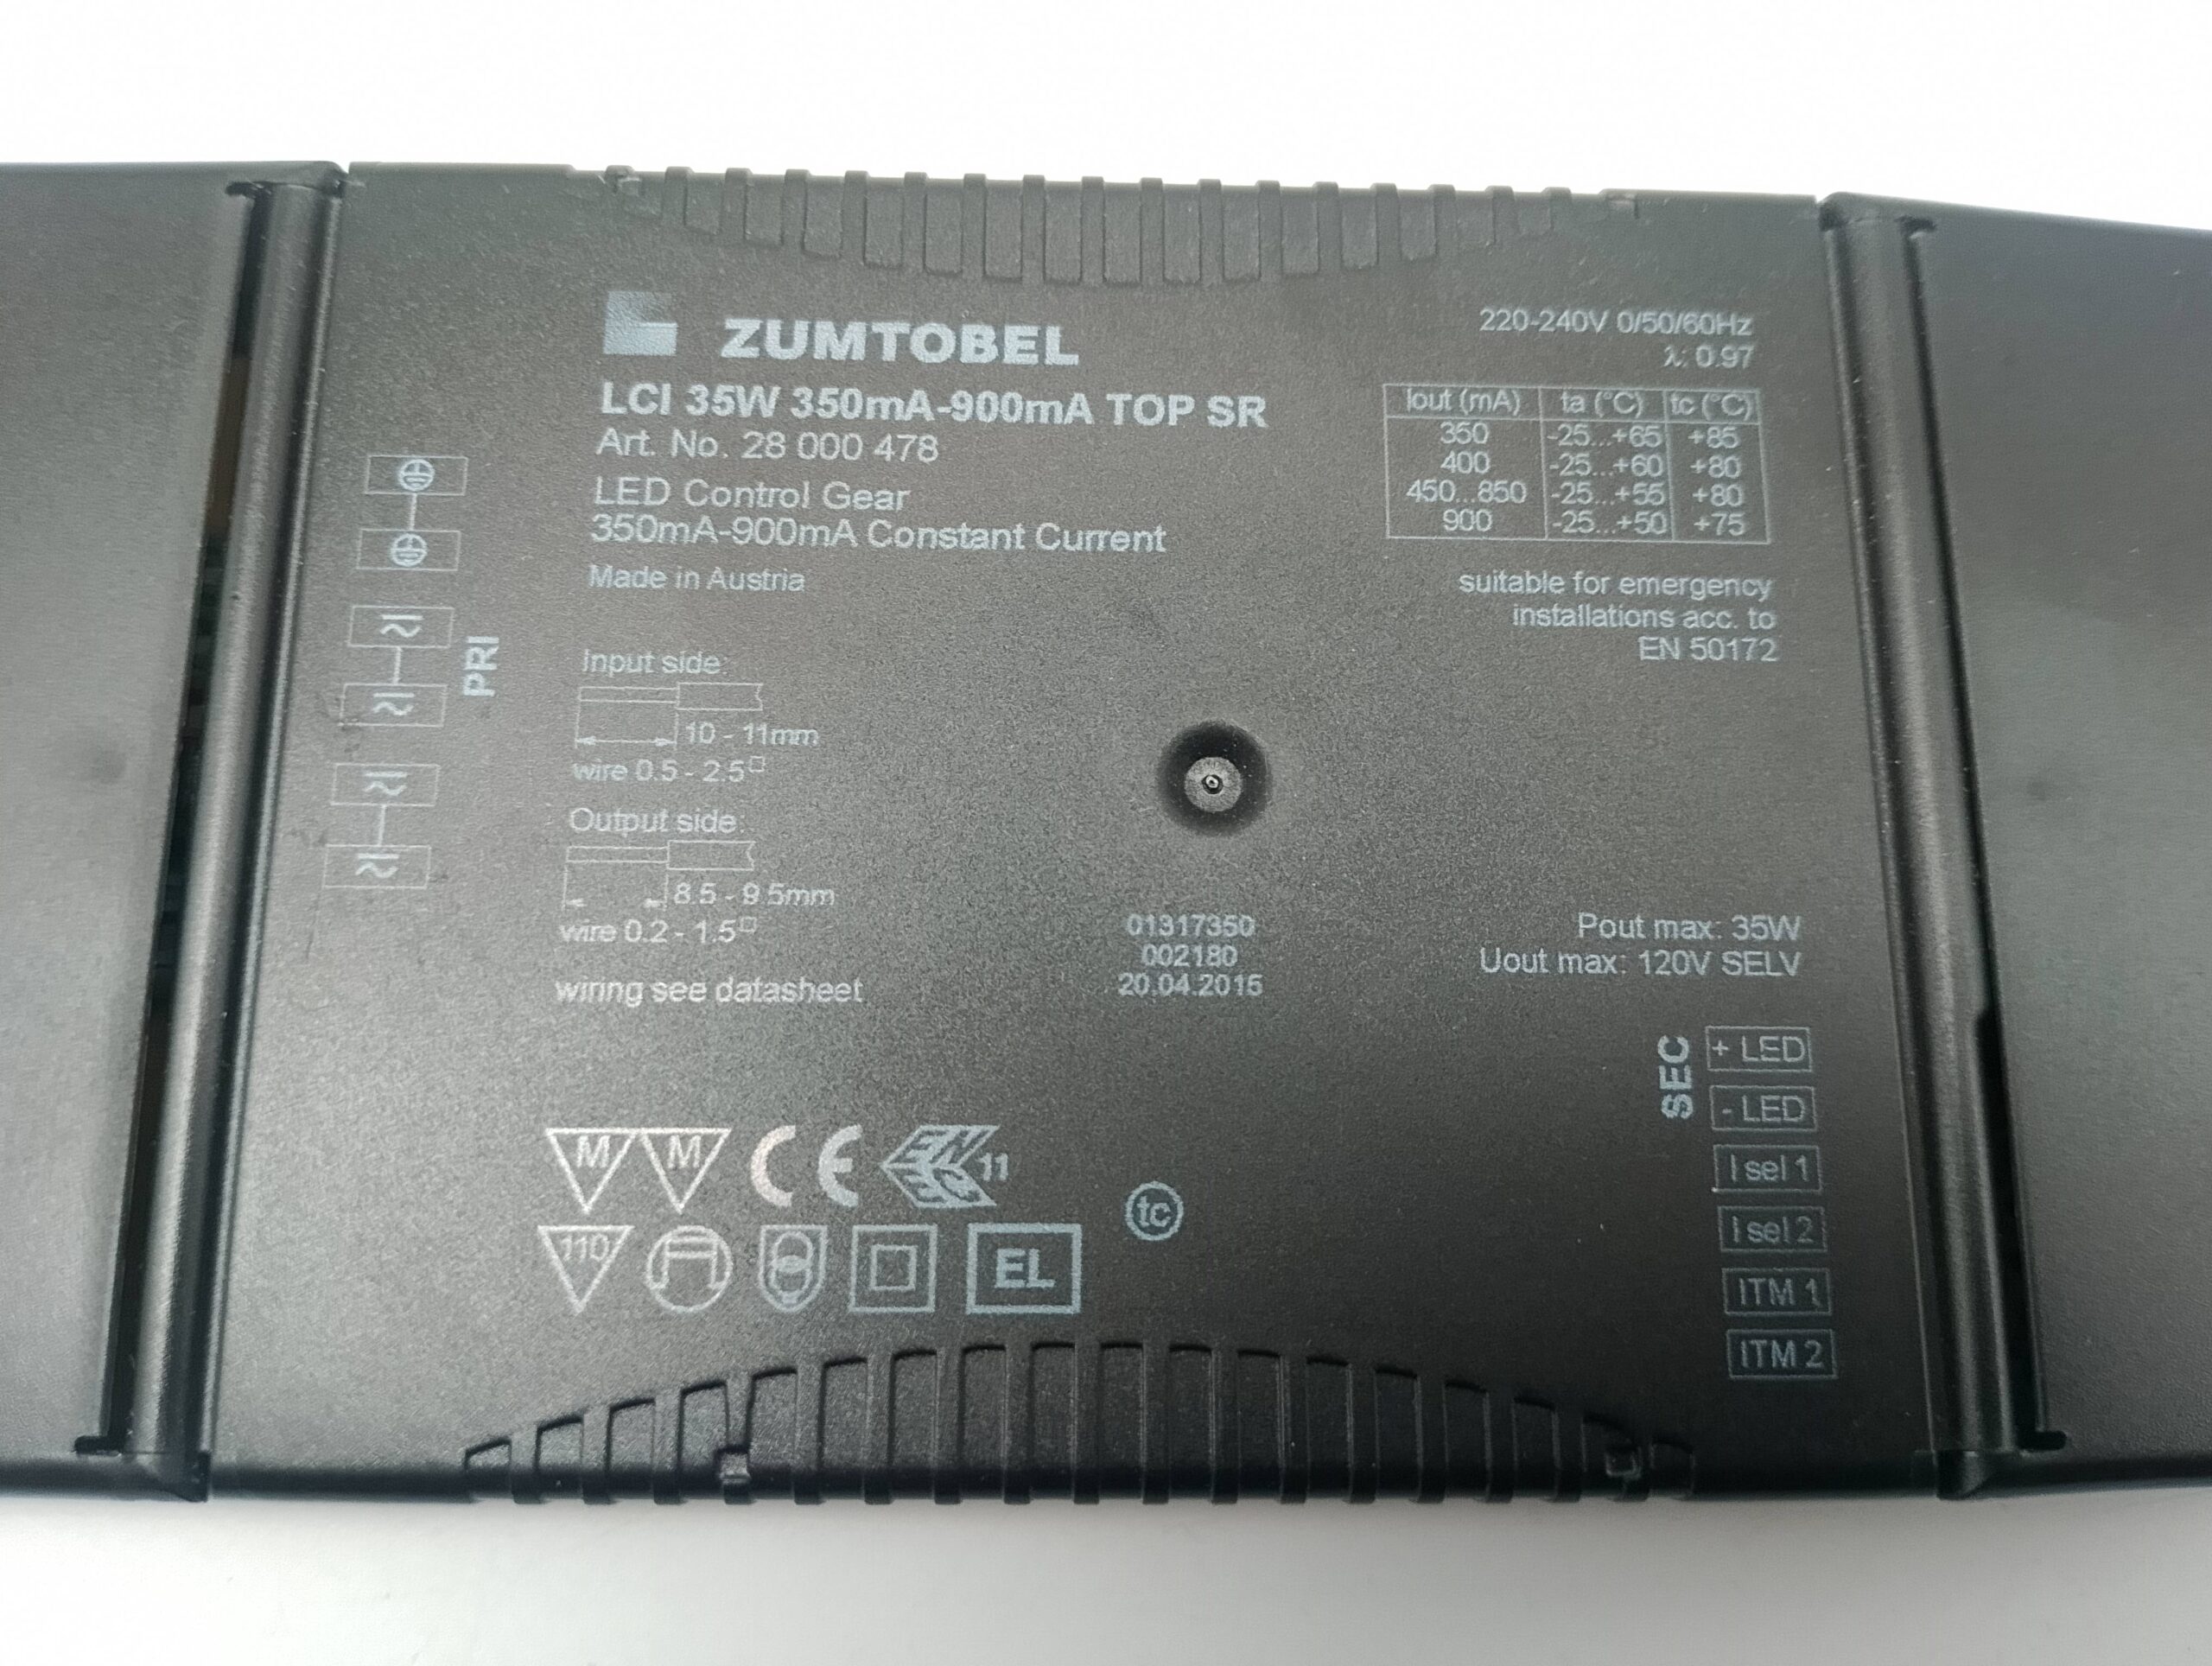 ZUMTOBEL
LCI 35W 350mA-900mA TOP SR
Art. No. 28 000 478
LED Control Gear
350mA-900mA Constant Current
Made in Austria
220-240V 0/50/60Hz
λ: 0.97
Iout (mA) ta (°C) tc (°C)
350 -25...+65 +85
400 -25...+60 +80
450...850 -25...+55 +80
900 -25...+50 +75
suitable for emergency
installations acc. to
EN 50172
PRI
Input side:
10 - 11mm
wire 0.5 - 2.5□
Output side:
8.5 - 9.5mm
wire 0.2 - 1.5□
wiring see datasheet
01317350
002180
20.04.2015
Pout max: 35W
Uout max: 120V SELV
SEC
+ LED
- LED
I sel 1
I sel 2
ITM 1
ITM 2
M M CE ENEC 11
110 EL
tc